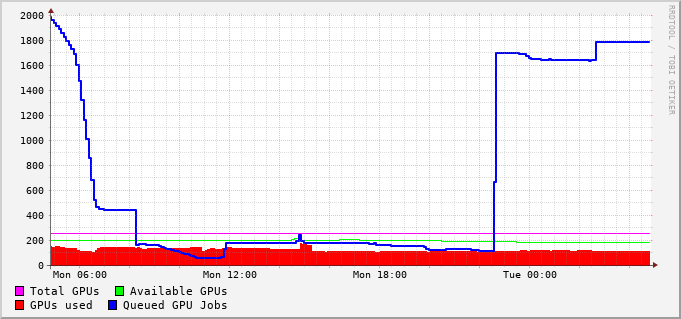 2000
1800
1600
1400
1200
1000
800
600
400
200
0
Mon 06:00 Mon 12:00 Mon 18:00 Tue 00:00
Total GPUs Available GPUs
GPUs used Queued GPU Jobs
RRDTOOL / TOBI OETIKER